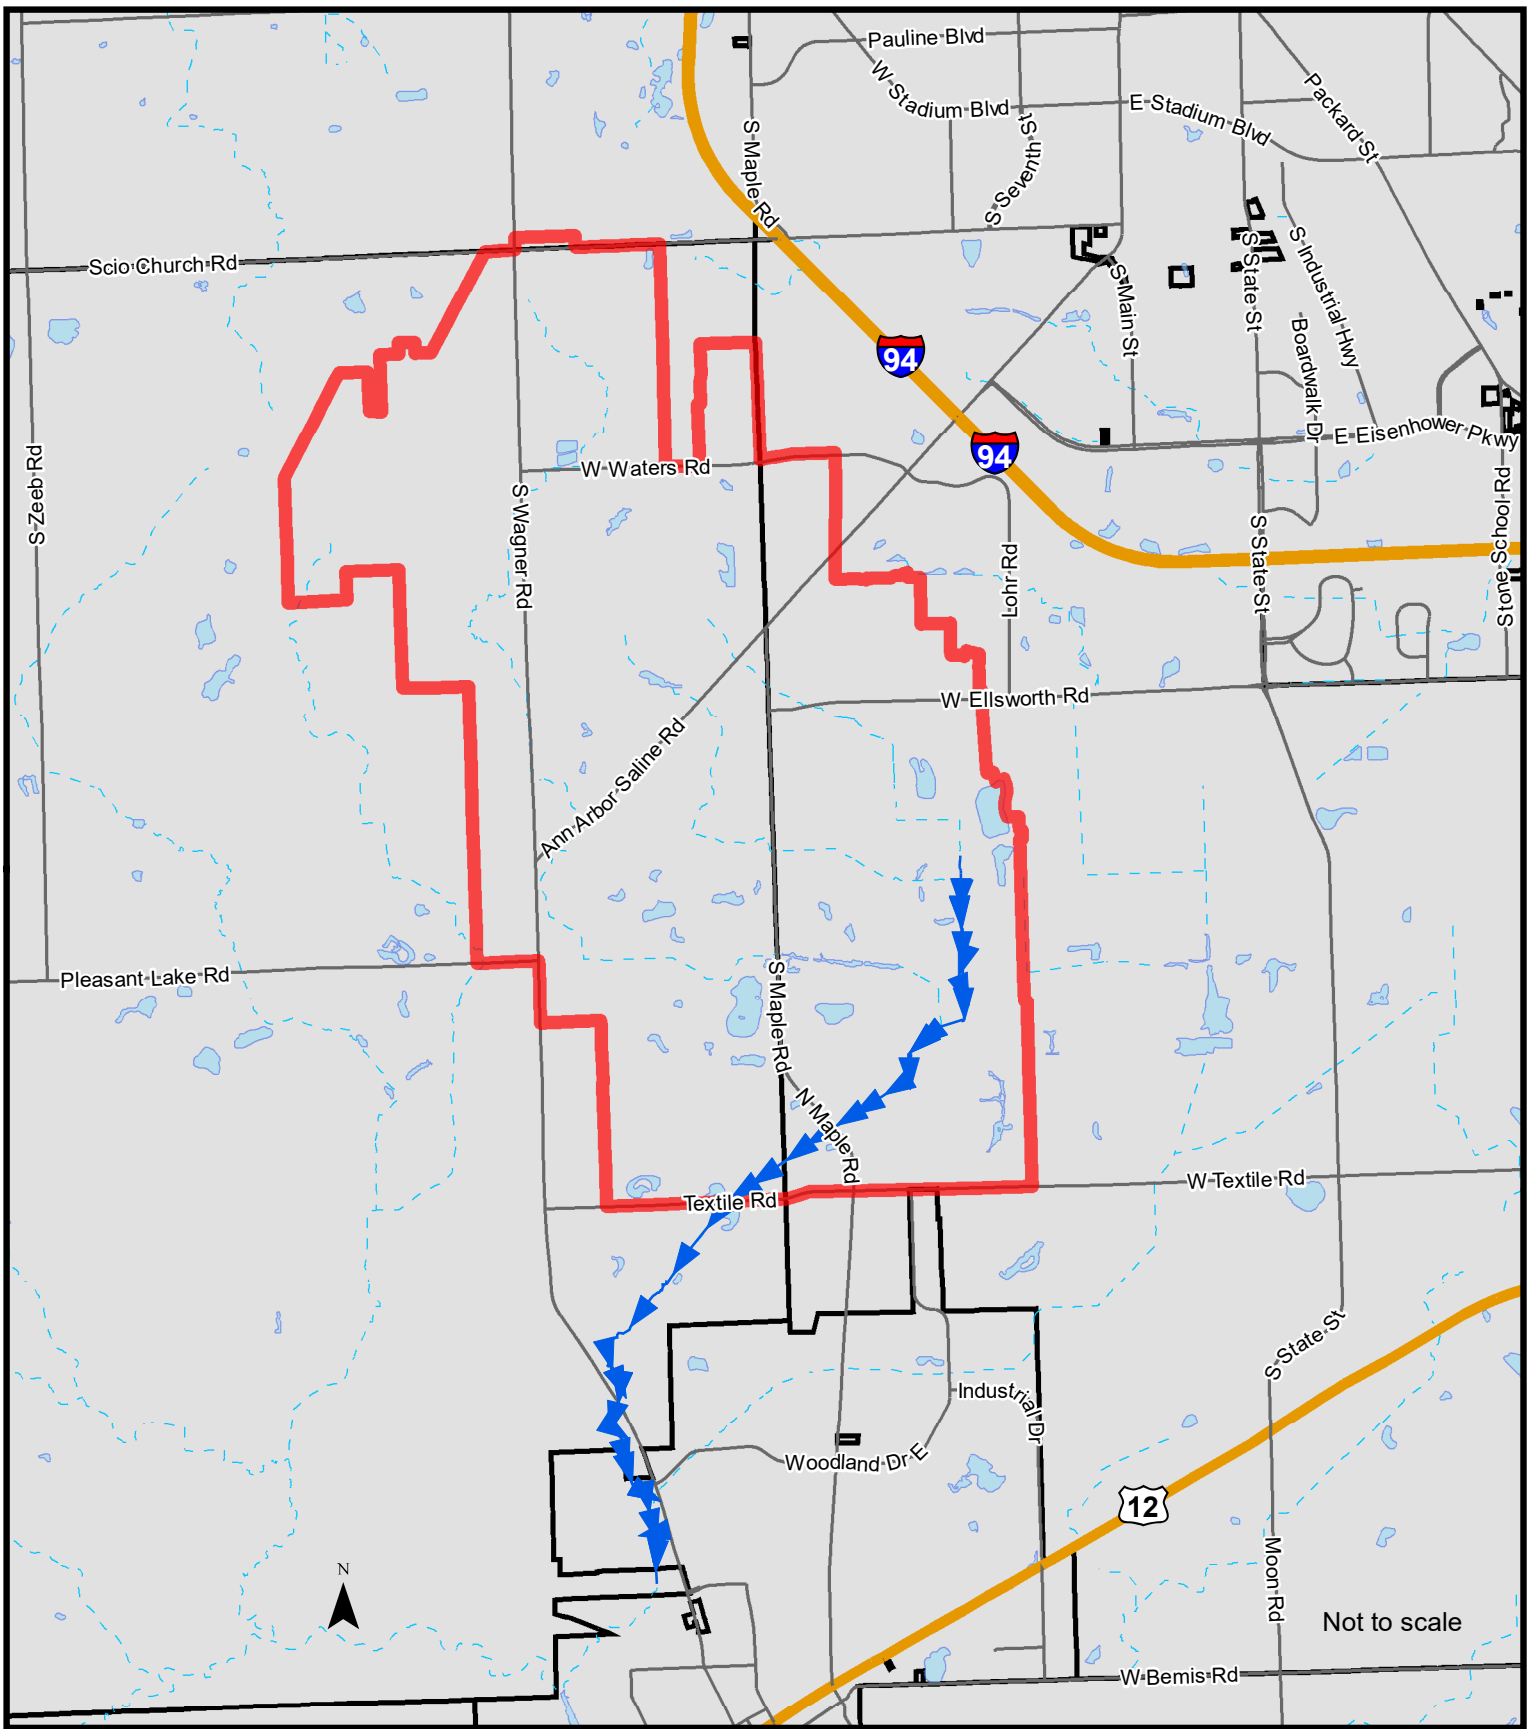 Pauline Blvd
W Stadium Blvd
E Stadium Blvd
Packard St
S Maple Rd
S Seventh St
Scio Church Rd
S Main St
S State St
S Industrial Hwy
94
Boardwalk Dr
S Zeeb Rd
94
E Eisenhower Pkwy
W Waters Rd
S Wagner Rd
Lohr Rd
S State St
Stone School Rd
W Ellsworth Rd
Ann Arbor Saline Rd
Pleasant Lake Rd
S Maple Rd
N Maple Rd
W Textile Rd
Textile Rd
S State St
Industrial Dr
Woodland Dr E
12
N
Moon Rd
Not to scale
W Bemis Rd